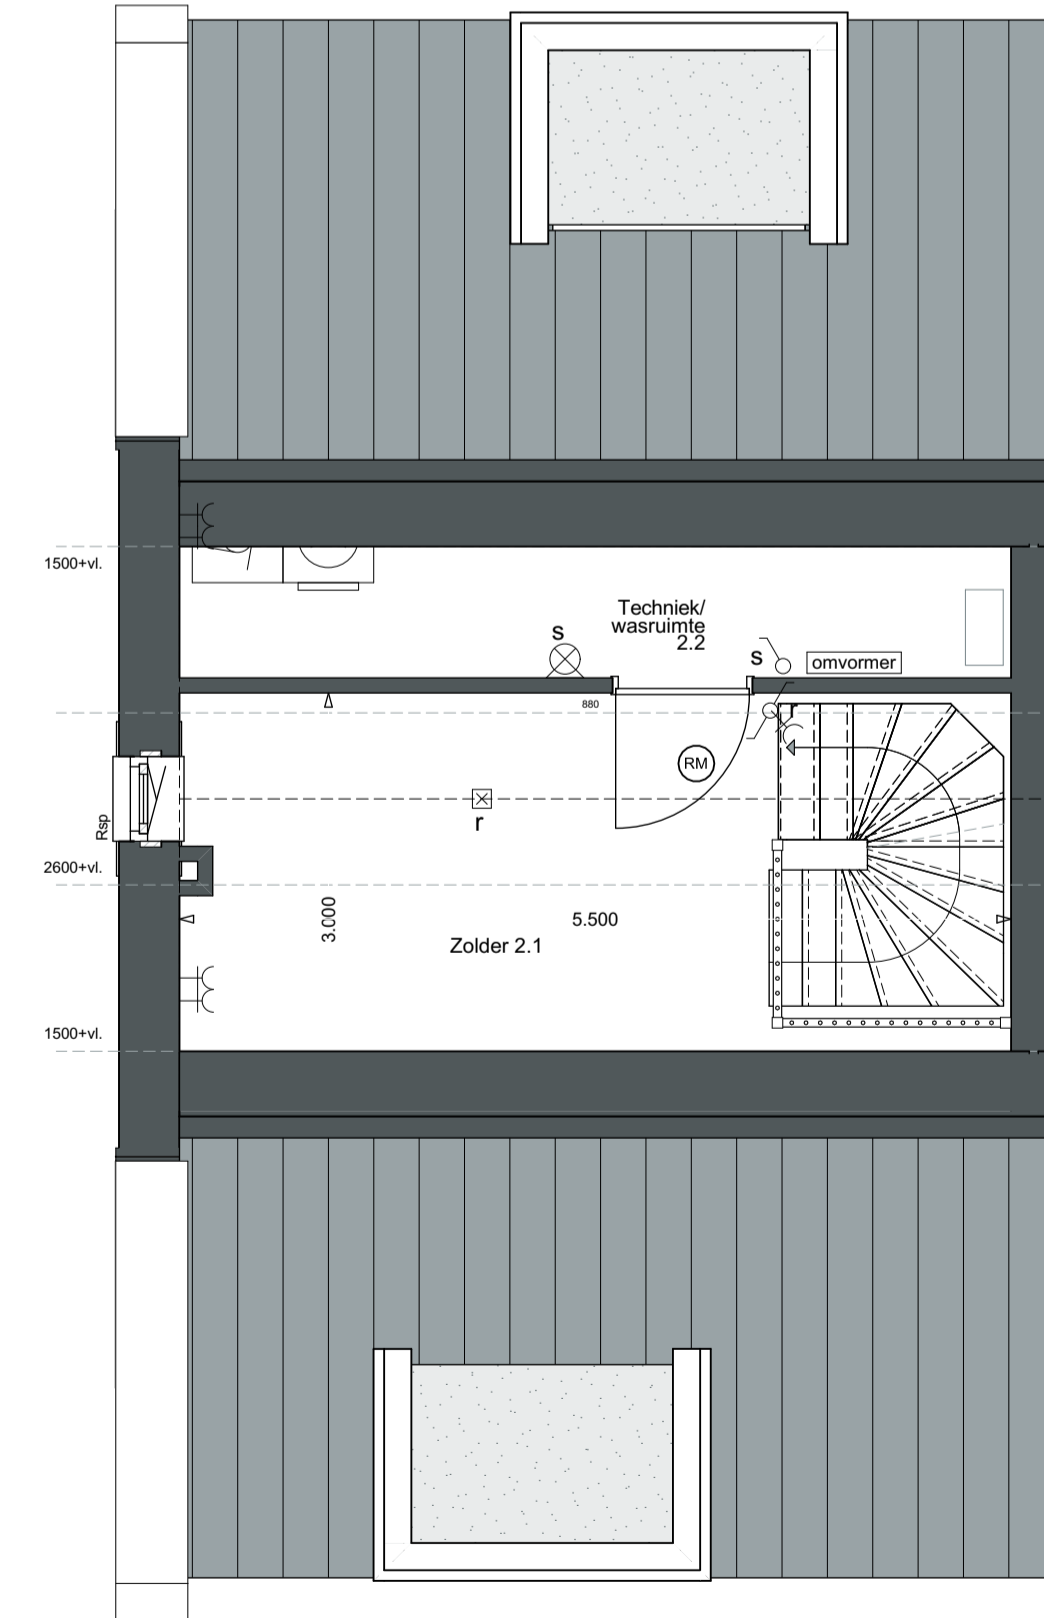 1500+vl.
Techniek/
wasruimte
2.2
s
s
omvormer
880
r
RM
r
Rsp
2600+vl.
3.000
5.500
Zolder 2.1
1500+vl.